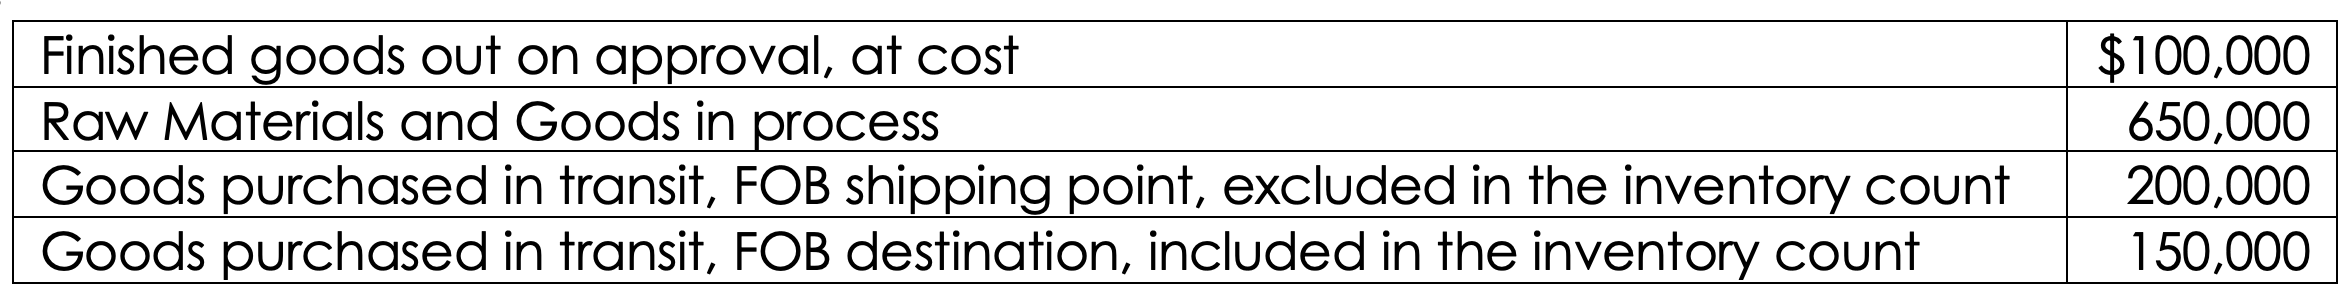 Finished goods out on approval, at cost $100,000
Raw Materials and Goods in process 650,000
Goods purchased in transit, FOB shipping point, excluded in the inventory count 200,000
Goods purchased in transit, FOB destination, included in the inventory count 150,000